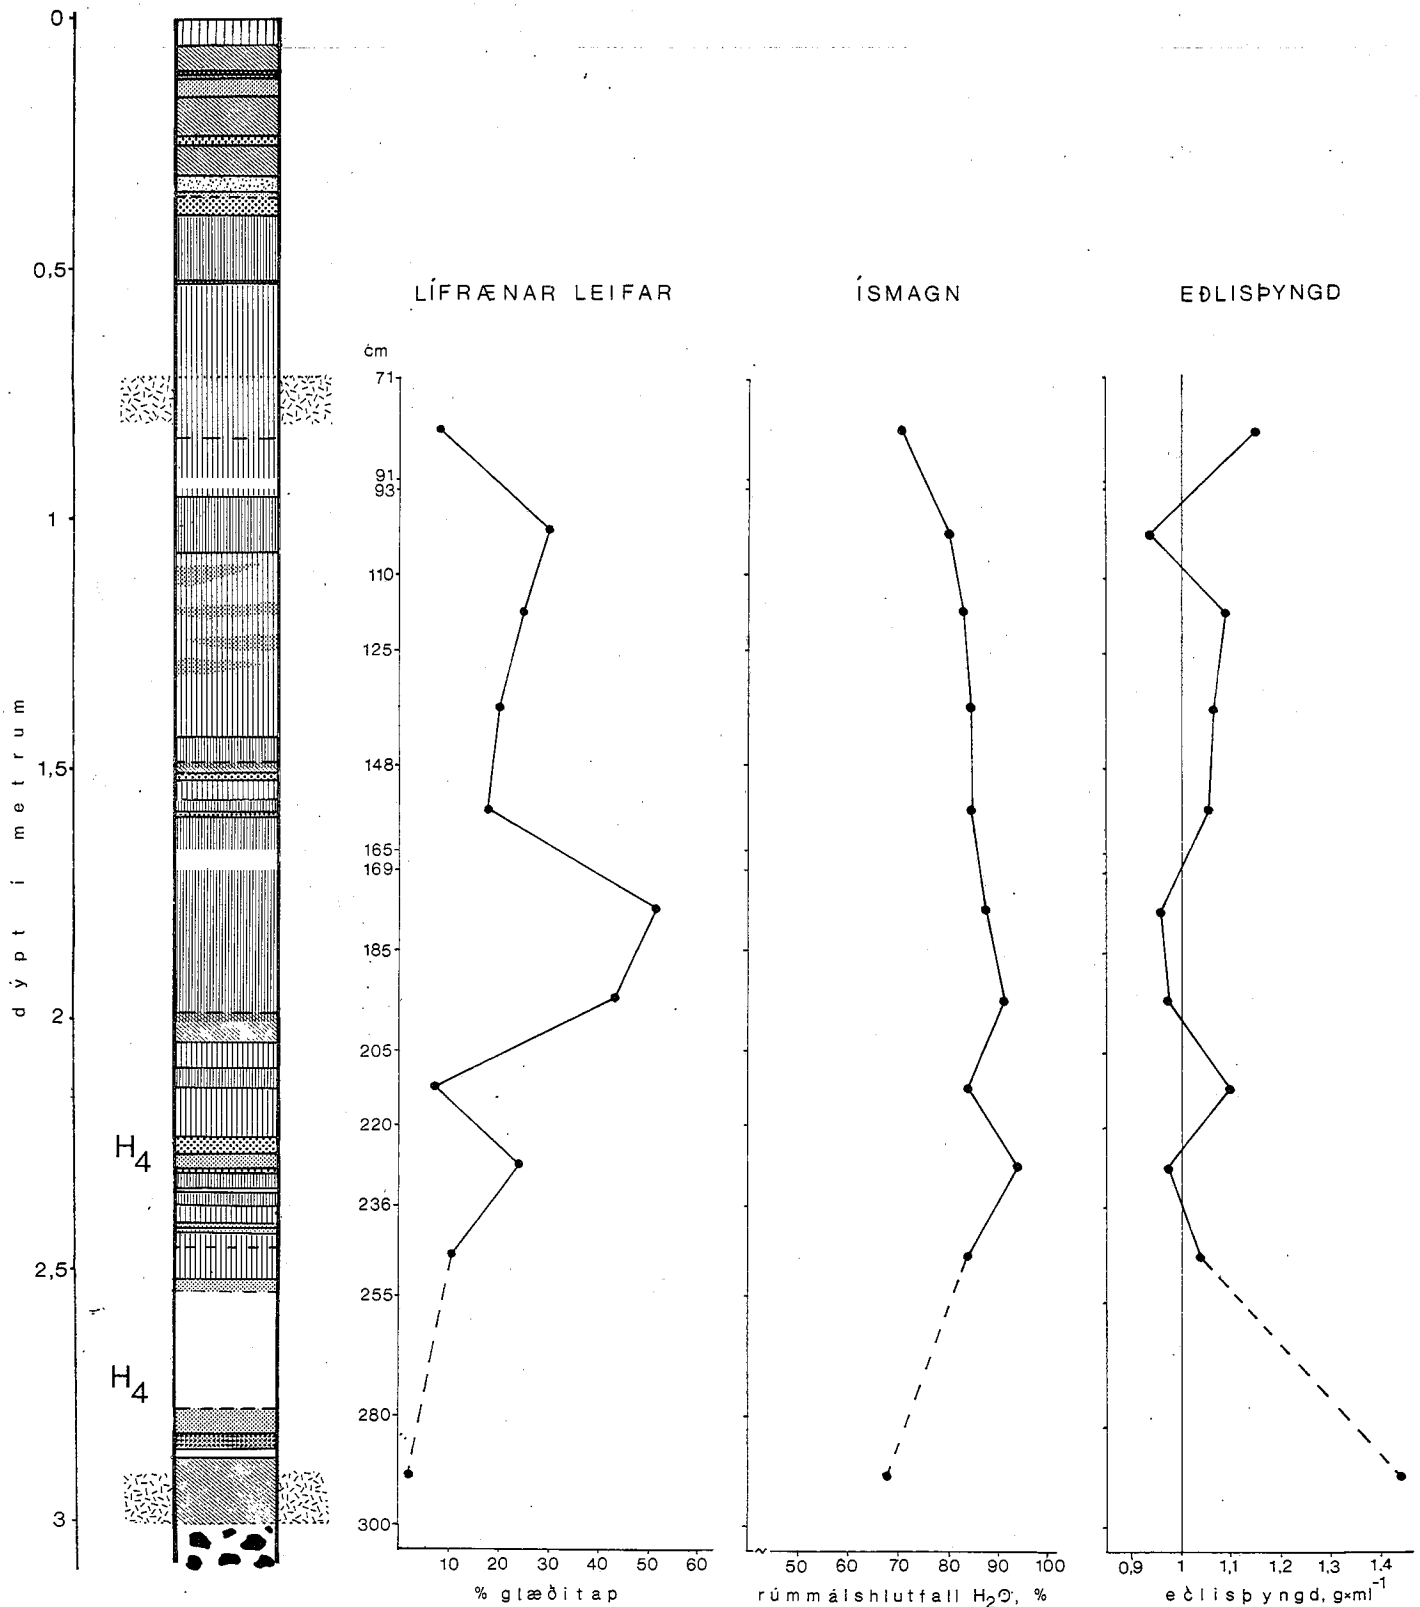 dýpt í metrum
0
0,5
1
1,5
2
2,5
3
H4
H4
LÍFRÆNAR LEIFAR
cm
71
91
93
110
125
148
165
169
185
205
220
236
255
280
300
10 20 30 40 50 60
% glæðitap
ÍSMAGN
50 60 70 80 90 100
rúmmálshlutfall H₂O, %
EÐLISÞYNGD
0,9 1 1,1 1,2 1,3 1,4
eðlisþyngd, g×ml⁻¹